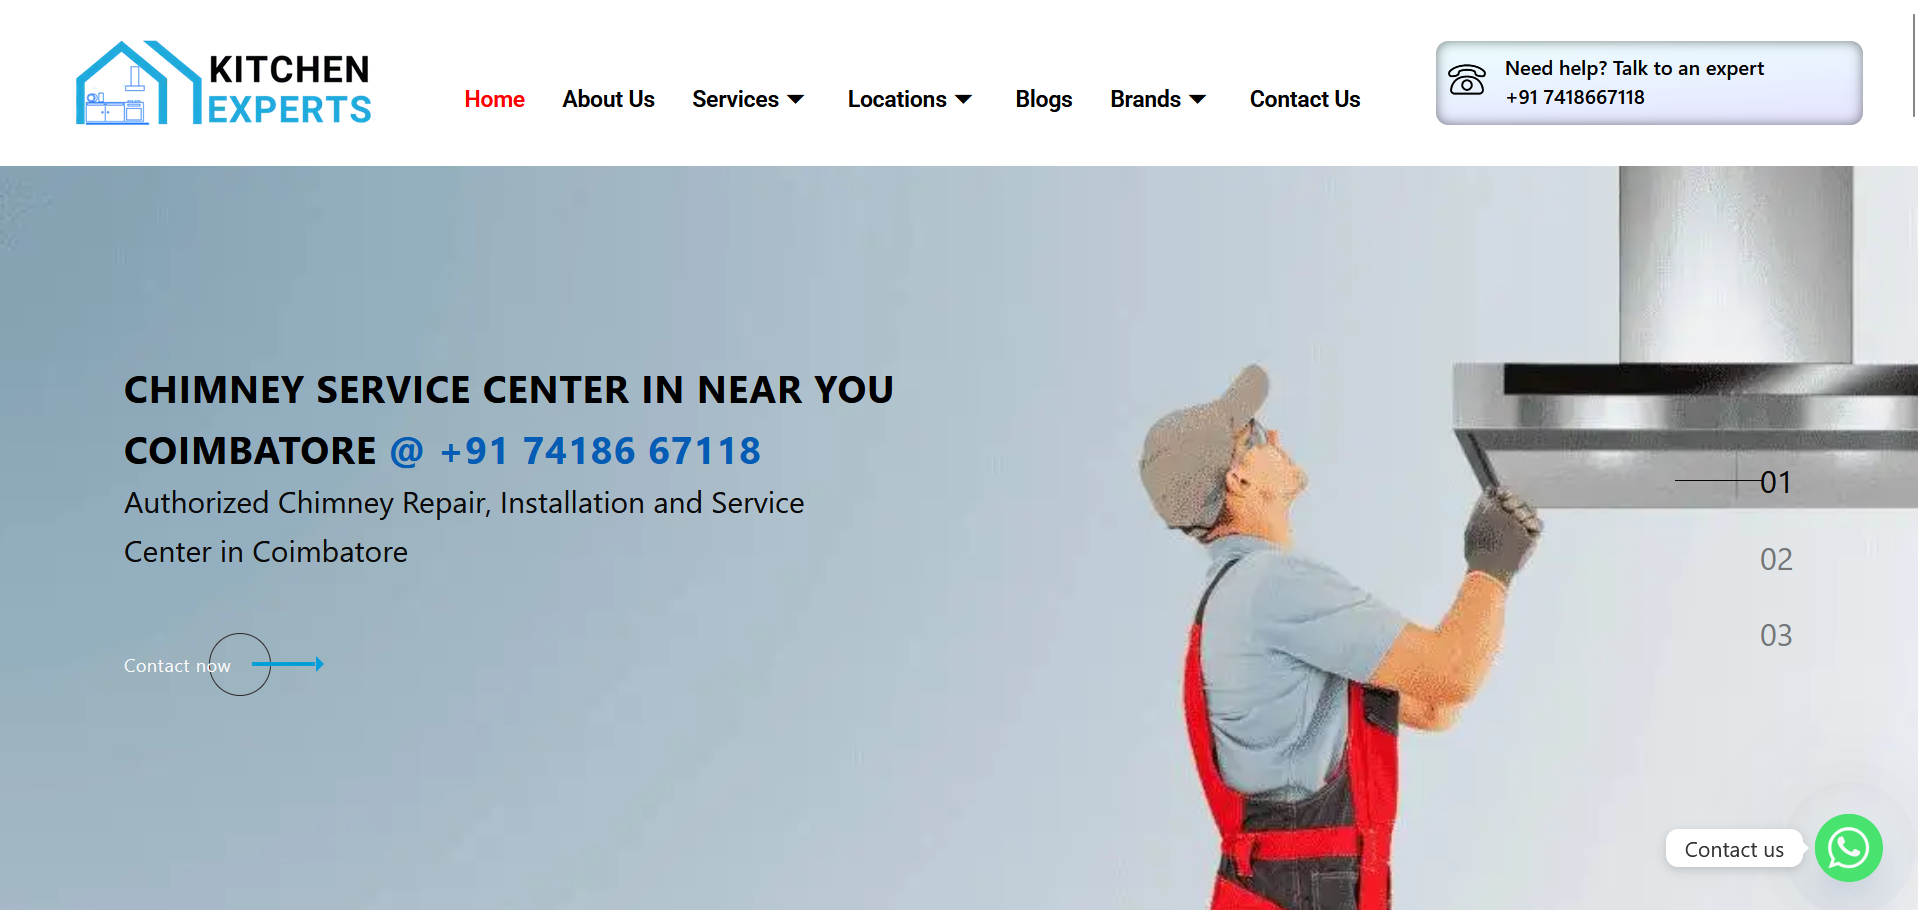 KITCHEN
EXPERTS
Home
About Us
Services
Locations
Blogs
Brands
Contact Us
Need help? Talk to an expert
+91 7418667118
CHIMNEY SERVICE CENTER IN NEAR YOU
COIMBATORE @ +91 74186 67118
Authorized Chimney Repair, Installation and Service
Center in Coimbatore
Contact now
01
02
03
Contact us